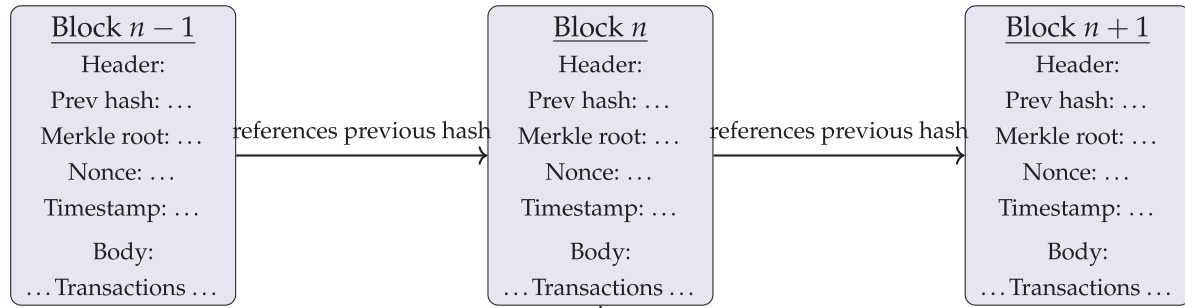 Block n − 1
Header:
Prev hash: …
Merkle root: …
Nonce: …
Timestamp: …
Body:
…Transactions …
references previous hash
Block n
Header:
Prev hash: …
Merkle root: …
Nonce: …
Timestamp: …
Body:
…Transactions …
references previous hash
Block n + 1
Header:
Prev hash: …
Merkle root: …
Nonce: …
Timestamp: …
Body:
…Transactions …